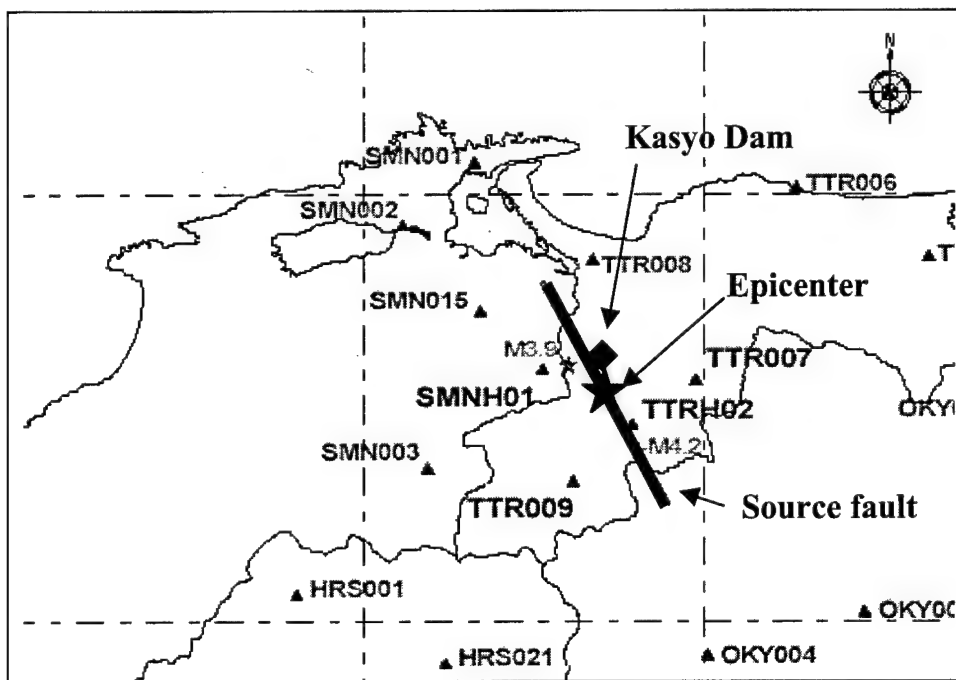 N
Kasyo Dam
SMN001
TTR006
SMN002
TTR008
Epicenter
SMN015
M3.9
TTR007
SMNH01
TTRH02
SMN003
M4.2
TTR009
Source fault
HRS001
HRS021
OKY004